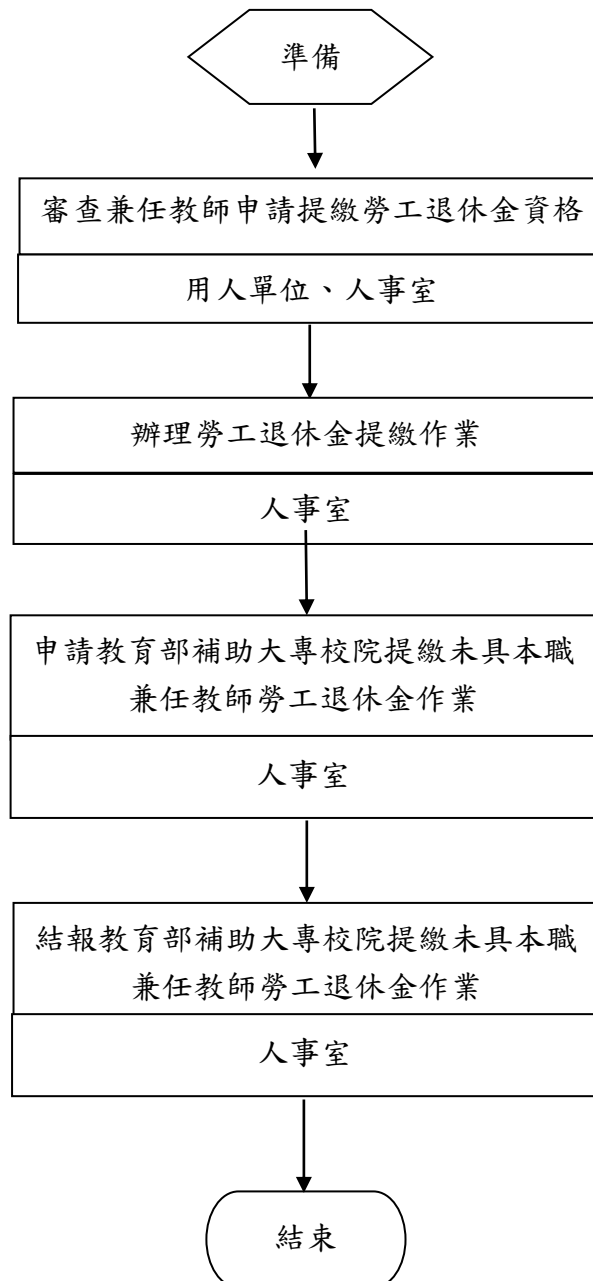 準備
審查兼任教師申請提繳勞工退休金資格
用人單位、人事室
辦理勞工退休金提繳作業
人事室
申請教育部補助大專校院提繳未具本職
兼任教師勞工退休金作業
人事室
結報教育部補助大專校院提繳未具本職
兼任教師勞工退休金作業
人事室
結束